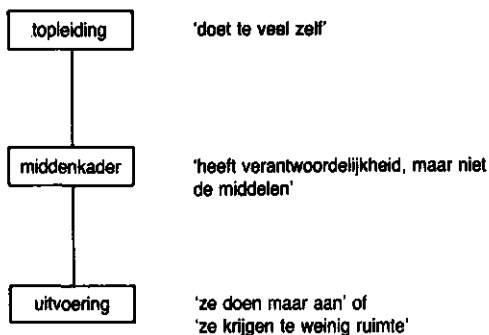 topleiding 'doet te veel zelf'
middenkader 'heeft verantwoordelijkheid, maar niet
de middelen'
uitvoering 'ze doen maar aan' of
'ze krijgen te weinig ruimte'